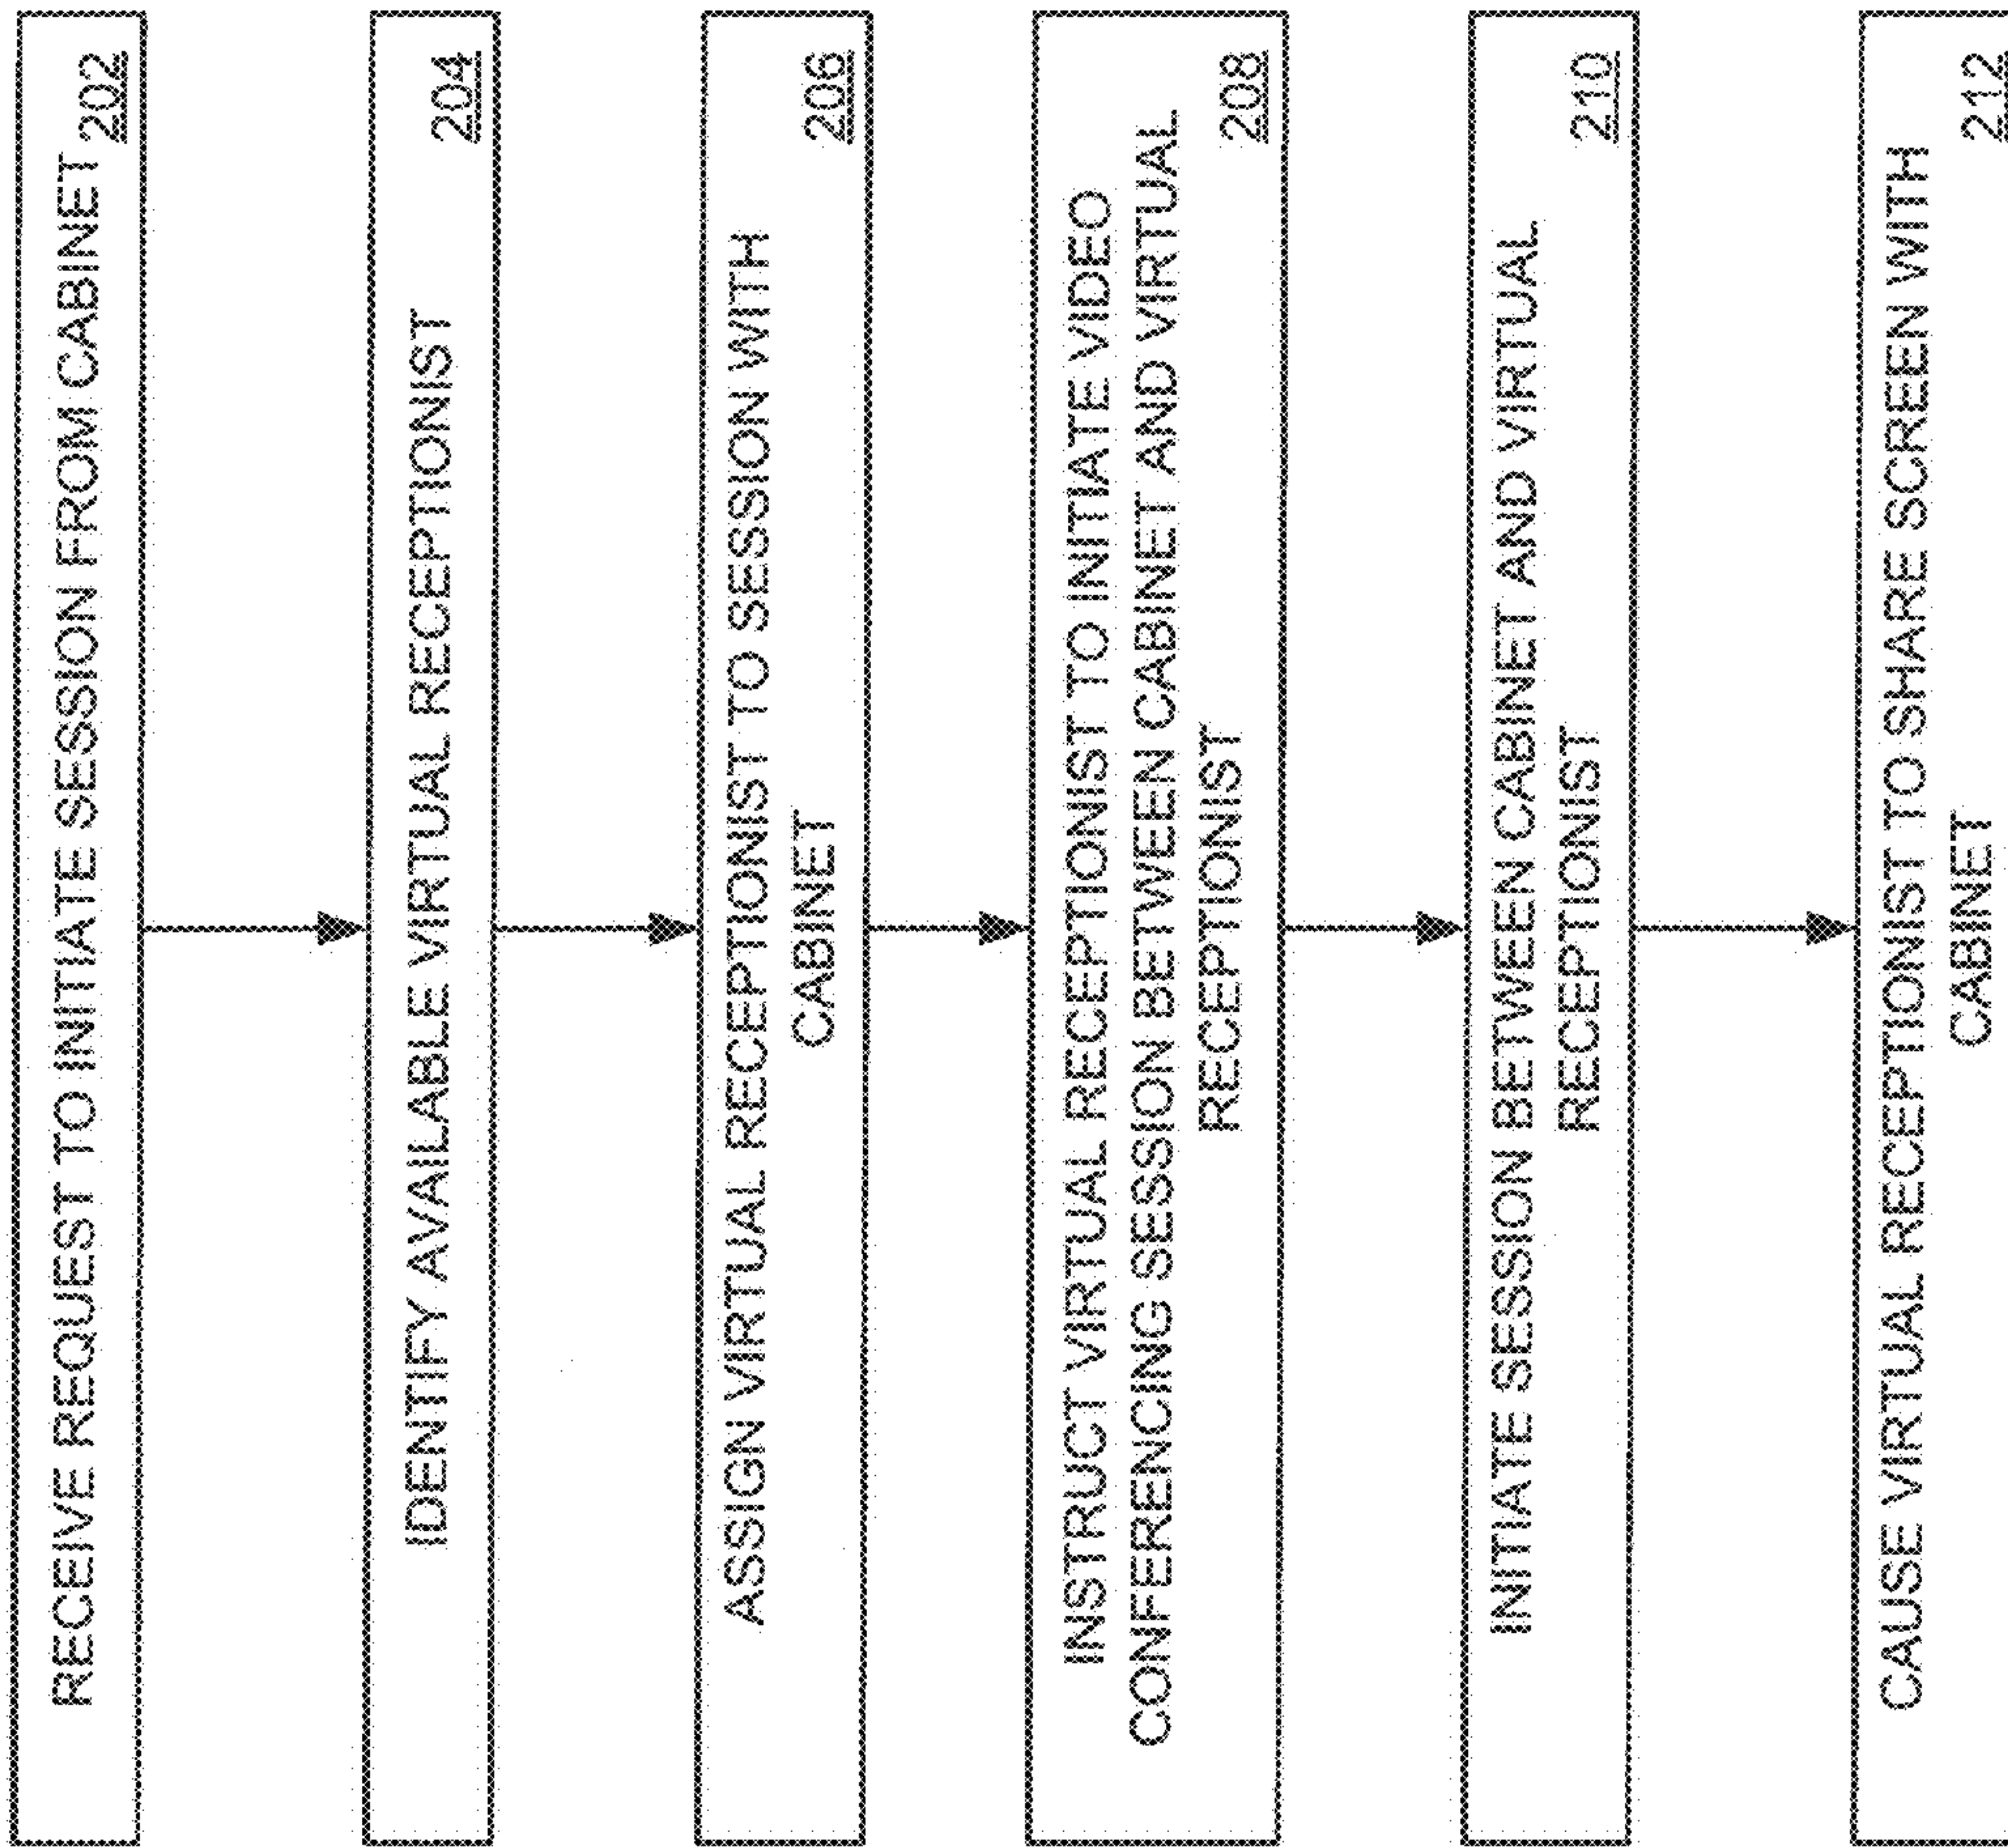 RECEIVE REQUEST TO INITIATE SESSION FROM CABINET
202
IDENTIFY AVAILABLE VIRTUAL RECEPTIONIST
204
ASSIGN VIRTUAL RECEPTIONIST TO SESSION WITH
CABINET
206
INSTRUCT VIRTUAL RECEPTIONIST TO INITIATE VIDEO
CONFERENCING SESSION BETWEEN CABINET AND VIRTUAL
RECEPTIONIST
208
INITIATE SESSION BETWEEN CABINET AND VIRTUAL
RECEPTIONIST
210
CAUSE VIRTUAL RECEPTIONIST TO SHARE SCREEN WITH
CABINET
212